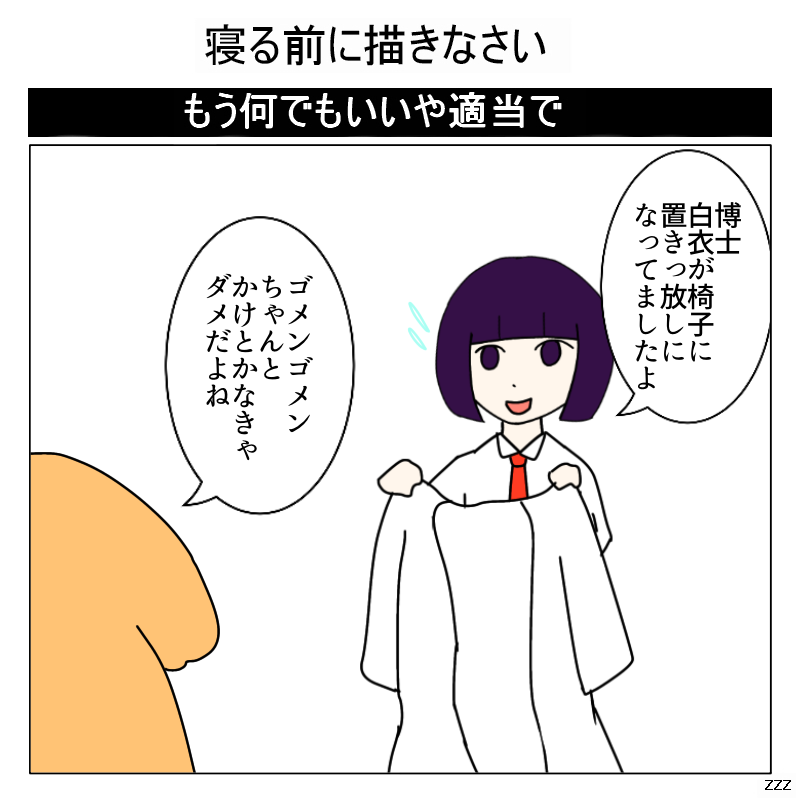 寝る前に描きなさい
もう何でもいいや適当で
博士
白衣が椅子に
置きっ放しに
なってましたよ
ゴメンゴメン
ちゃんと
かけとかなきゃ
ダメだよね
zzz